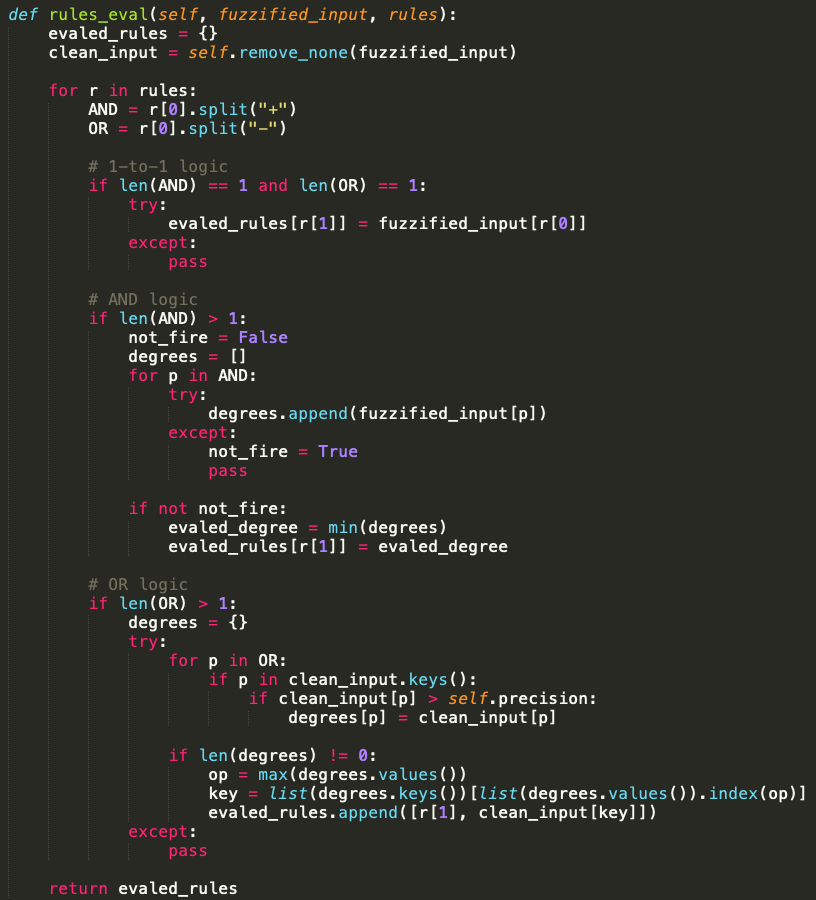 def rules_eval(self, fuzzified_input, rules):
    evaled_rules = {}
    clean_input = self.remove_none(fuzzified_input)

    for r in rules:
        AND = r[0].split("+")
        OR = r[0].split("-")

        # 1-to-1 logic
        if len(AND) == 1 and len(OR) == 1:
            try:
                evaled_rules[r[1]] = fuzzified_input[r[0]]
            except:
                pass

        # AND logic
        if len(AND) > 1:
            not_fire = False
            degrees = []
            for p in AND:
                try:
                    degrees.append(fuzzified_input[p])
                except:
                    not_fire = True
                    pass

            if not not_fire:
                evaled_degree = min(degrees)
                evaled_rules[r[1]] = evaled_degree

        # OR logic
        if len(OR) > 1:
            degrees = {}
            try:
                for p in OR:
                    if p in clean_input.keys():
                        if clean_input[p] > self.precision:
                            degrees[p] = clean_input[p]

                if len(degrees) != 0:
                    op = max(degrees.values())
                    key = list(degrees.keys())[list(degrees.values()).index(op)]
                    evaled_rules.append([r[1], clean_input[key]])
            except:
                pass

    return evaled_rules